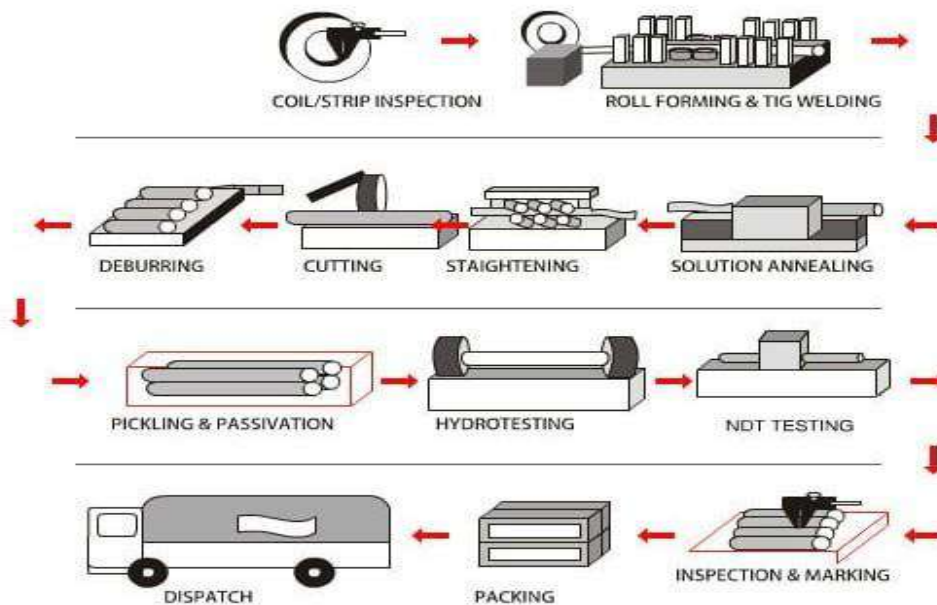 COIL/STRIP INSPECTION
ROLL FORMING & TIG WELDING
DEBURRING
CUTTING
STAIGHTENING
SOLUTION ANNEALING
PICKLING & PASSIVATION
HYDROTESTING
NDT TESTING
DISPATCH
PACKING
INSPECTION & MARKING